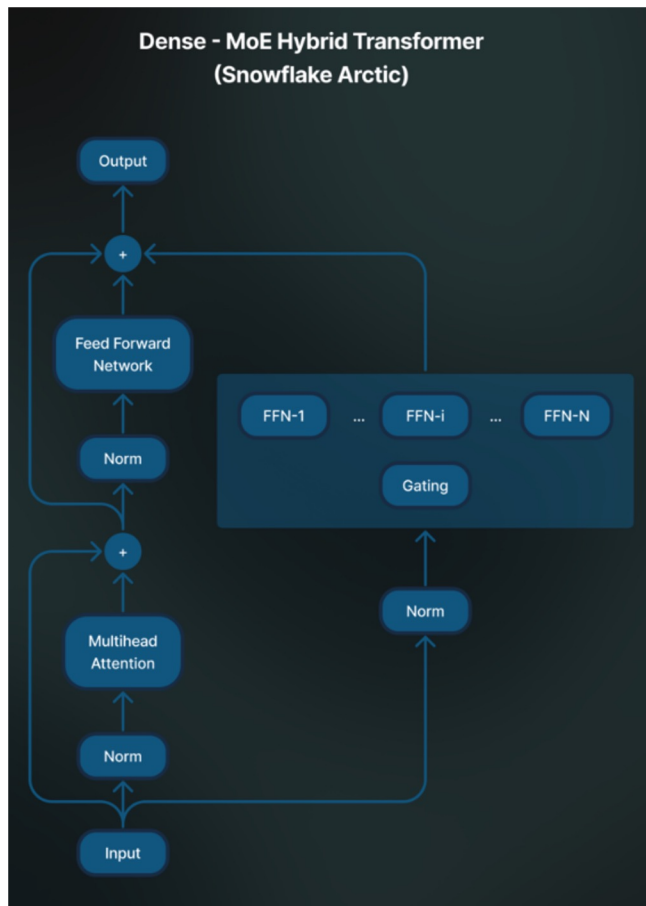 Dense - MoE Hybrid Transformer
(Snowflake Arctic)
Output
+
Feed Forward
Network
FFN-1 ... FFN-i ... FFN-N
Norm
Gating
+
Norm
Multihead
Attention
Norm
Input